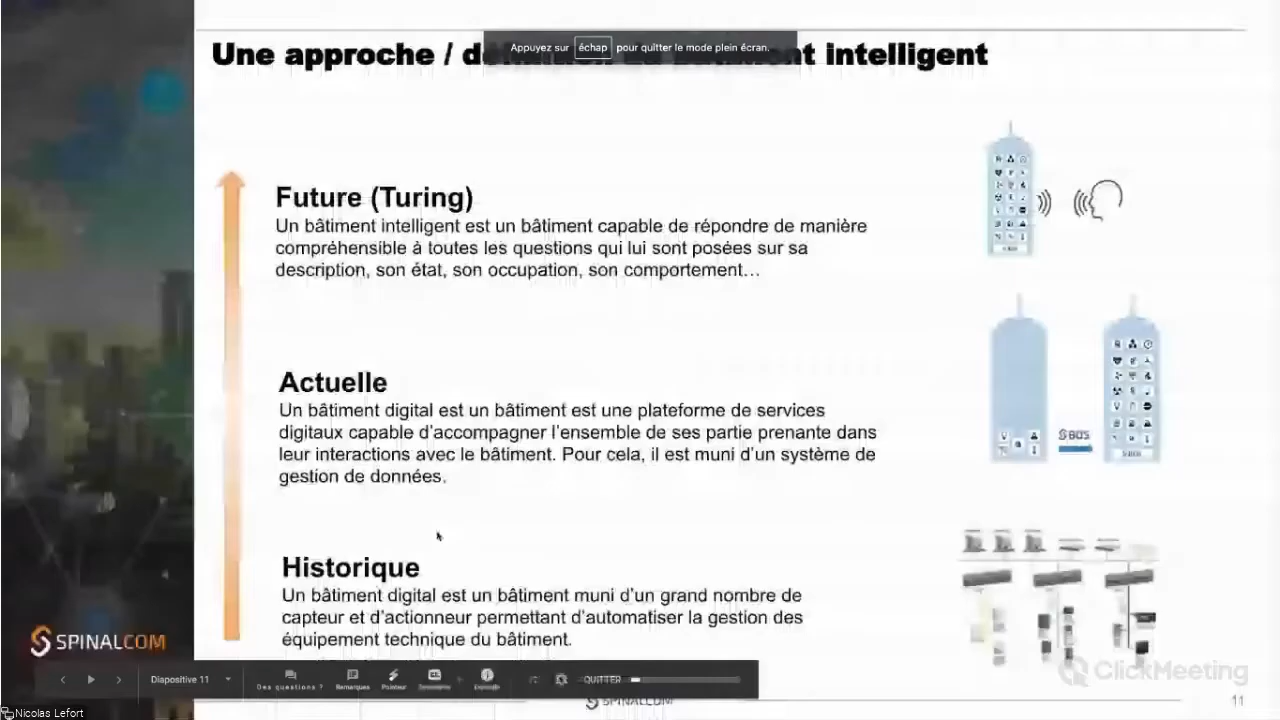 Appuyez sur échap pour quitter le mode plein écran.
Une approche / intelligent
Future (Turing)
Un bâtiment intelligent est un bâtiment capable de répondre de manière
compréhensible à toutes les questions qui lui sont posées sur sa
description, son état, son occupation, son comportement…
Actuelle
Un bâtiment digital est un bâtiment est une plateforme de services
digitaux capable d'accompagner l'ensemble de ses partie prenante dans
leur interactions avec le bâtiment. Pour cela, il est muni d'un système de
gestion de données.
BOS
Historique
Un bâtiment digital est un bâtiment muni d'un grand nombre de
capteur et d'actionneur permettant d'automatiser la gestion des
équipement technique du bâtiment.
SPINALCOM
ClickMeeting
Diapositive 11
Des questions ?
Remarques
Pointeur
QUITTER
SPINALCOM
11
Nicolas Lefort